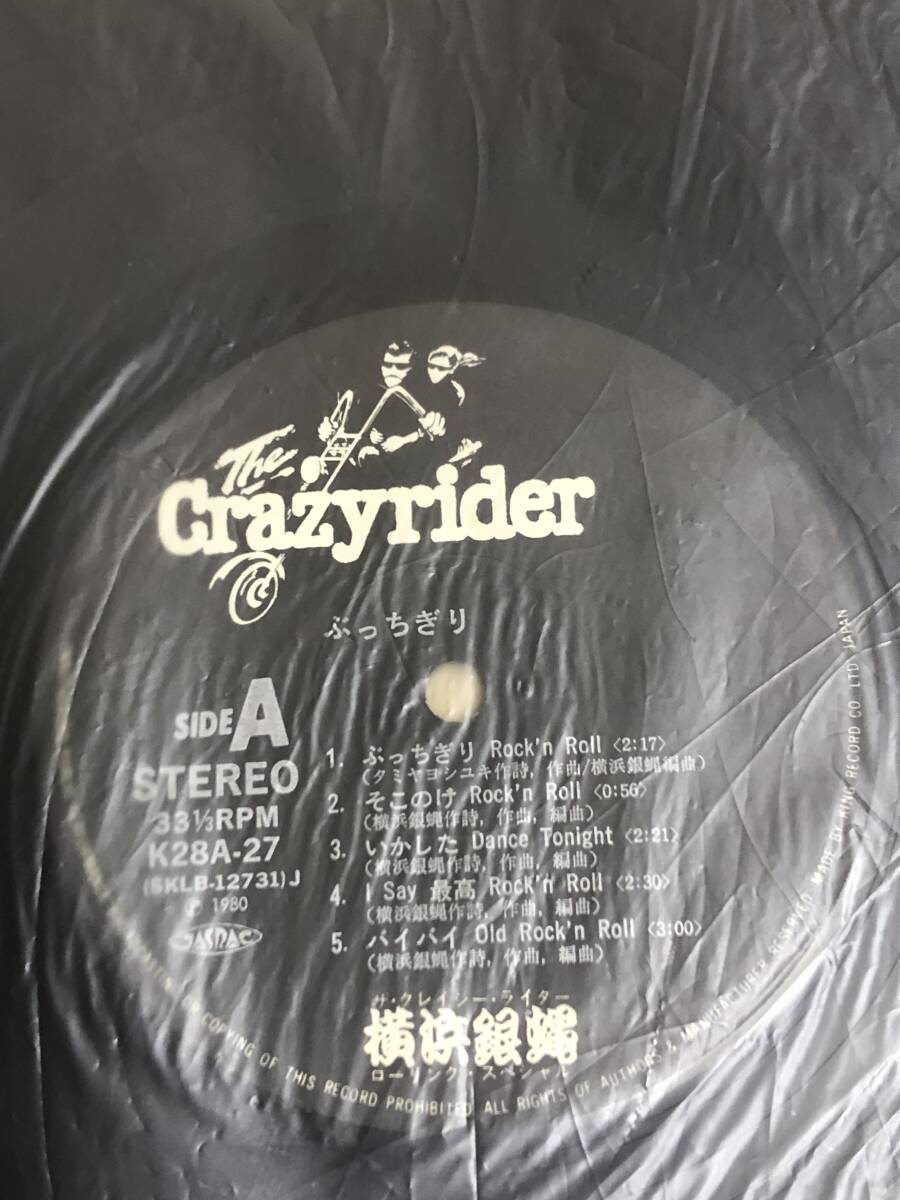 The
Crazyrider
ぶっちぎり
SIDE A
STEREO
33⅓RPM
K28A-27
(SKLB-12731)J
Ⓟ 1980
JASRAC
1. ぶっちぎり Rock'n Roll <2:17>
(タミヤヨシユキ作詩, 作曲/横浜銀蝿編曲)
2. そこのけ Rock'n Roll <0:56>
(横浜銀蝿作詩, 作曲, 編曲)
3. いかした Dance Tonight <2:21>
(横浜銀蝿作詩, 作曲, 編曲)
4. I Say 最高 Rock'n Roll <2:30>
(横浜銀蝿作詩, 作曲, 編曲)
5. バイバイ Old Rock'n Roll <3:00>
(横浜銀蝿作詩, 作曲, 編曲)
ザ・クレイジー・ライダー
横浜銀蝿
ローリング・スペシャル
OR COPYING OF THIS RECORD PROHIBITED ALL RIGHTS OF AUTHORS & MANUFACTURER RESERVED MADE BY KING RECORD CO LTD JAPAN